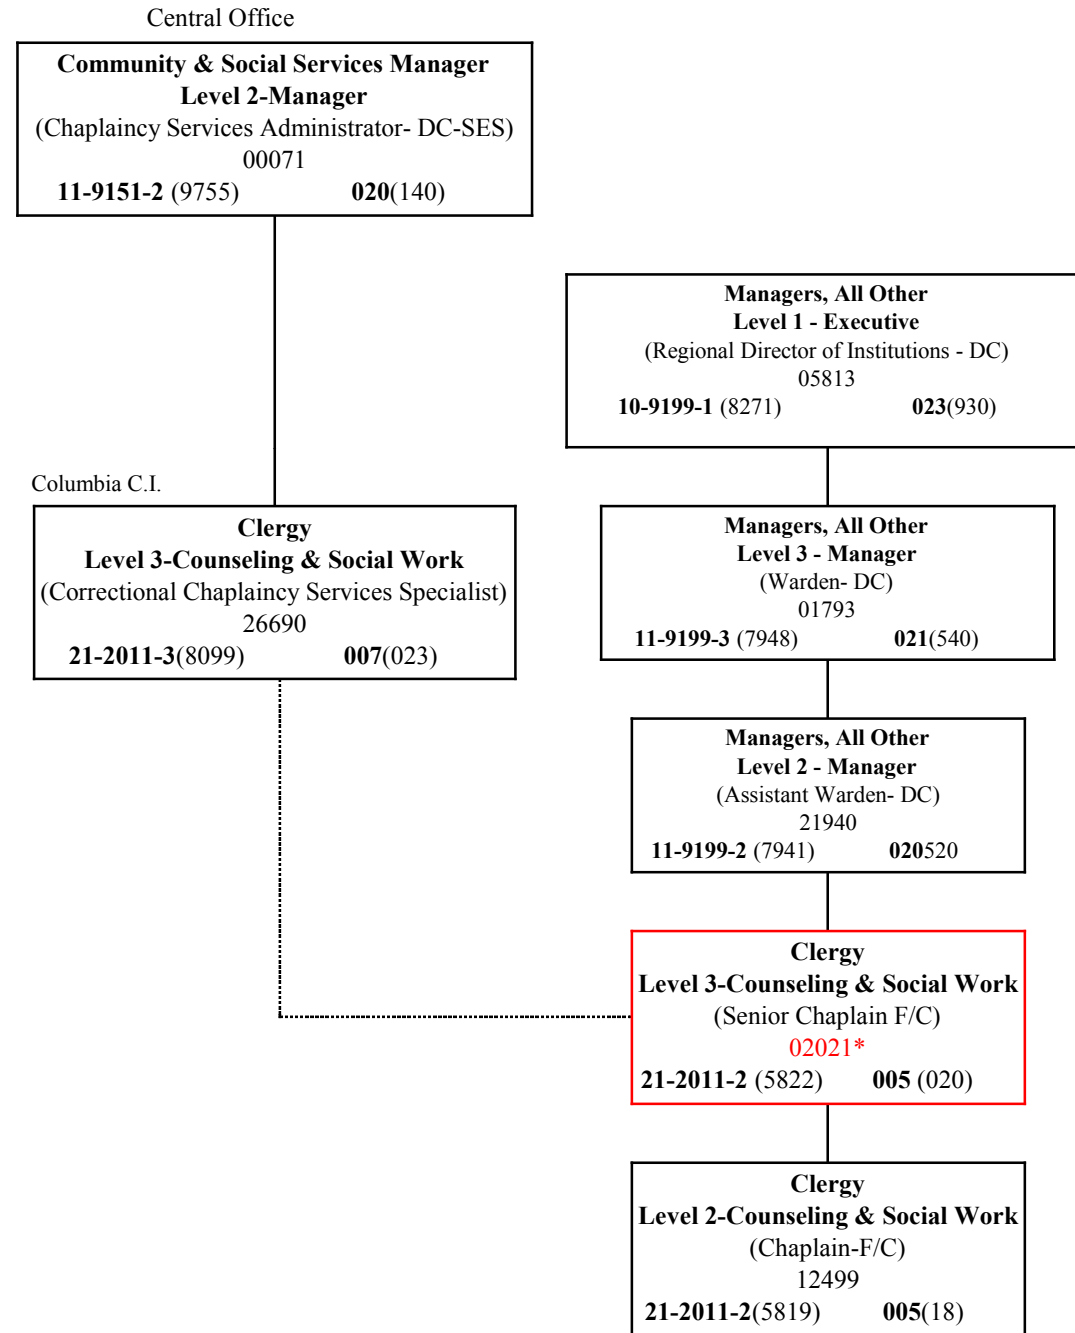 Central Office
Community & Social Services Manager
Level 2-Manager
(Chaplaincy Services Administrator- DC-SES)
00071
11-9151-2 (9755) 020(140)
Managers, All Other
Level 1 - Executive
(Regional Director of Institutions - DC)
05813
10-9199-1 (8271) 023(930)
Columbia C.I.
Clergy
Level 3-Counseling & Social Work
(Correctional Chaplaincy Services Specialist)
26690
21-2011-3(8099) 007(023)
Managers, All Other
Level 3 - Manager
(Warden- DC)
01793
11-9199-3 (7948) 021(540)
Managers, All Other
Level 2 - Manager
(Assistant Warden- DC)
21940
11-9199-2 (7941) 020520
Clergy
Level 3-Counseling & Social Work
(Senior Chaplain F/C)
02021*
21-2011-2 (5822) 005 (020)
Clergy
Level 2-Counseling & Social Work
(Chaplain-F/C)
12499
21-2011-2(5819) 005(18)